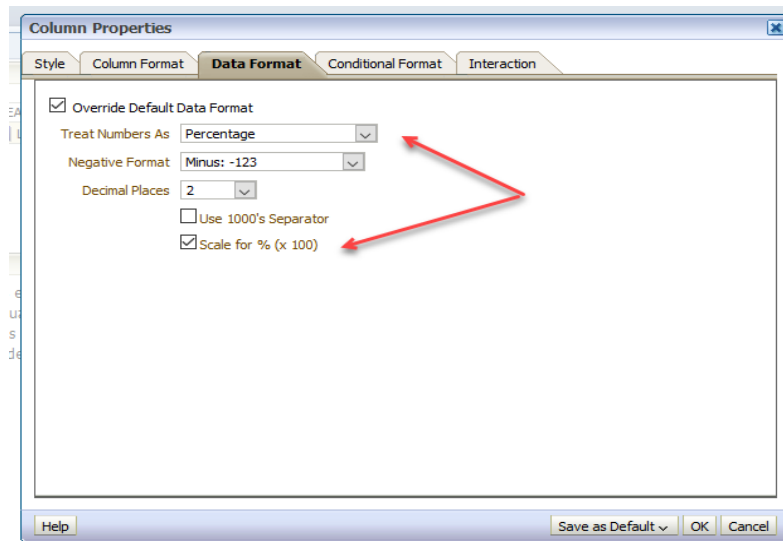 Column Properties
Style Column Format Data Format Conditional Format Interaction
Override Default Data Format
Treat Numbers As Percentage
Negative Format Minus: -123
Decimal Places 2
Use 1000's Separator
Scale for % (x 100)
Help Save as Default OK Cancel